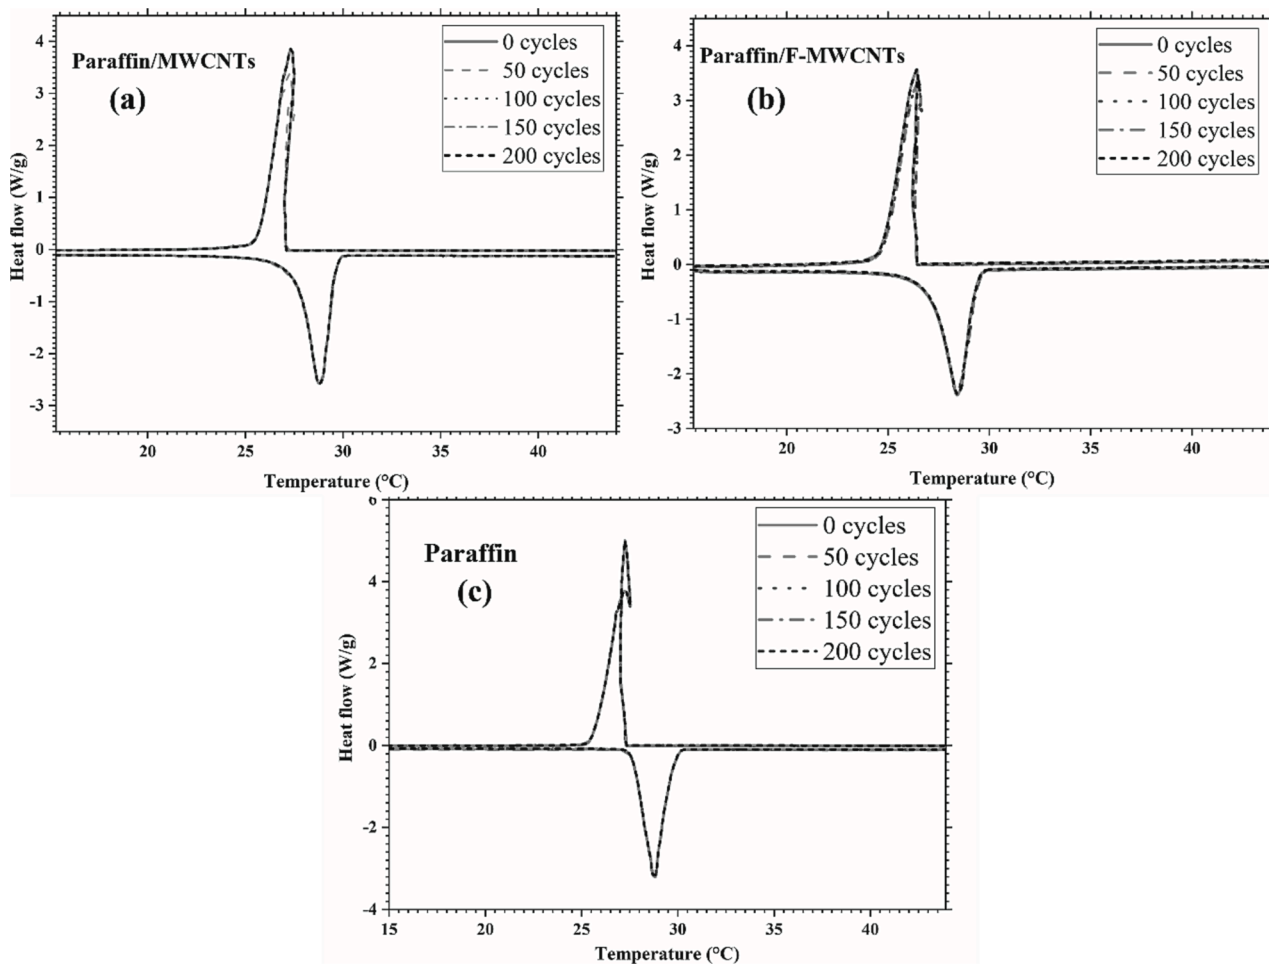 Paraffin/MWCNTs
(a)
0 cycles
50 cycles
100 cycles
150 cycles
200 cycles
Heat flow (W/g)
4
3
2
1
0
-1
-2
-3
20
25
30
35
40
Temperature (°C)
Paraffin/F-MWCNTs
(b)
0 cycles
50 cycles
100 cycles
150 cycles
200 cycles
Heat flow (W/g)
4
3
2
1
0
-1
-2
-3
20
25
30
35
40
Temperature (°C)
Paraffin
(c)
0 cycles
50 cycles
100 cycles
150 cycles
200 cycles
Heat flow (W/g)
6
4
2
0
-2
-4
15
20
25
30
35
40
Temperature (°C)